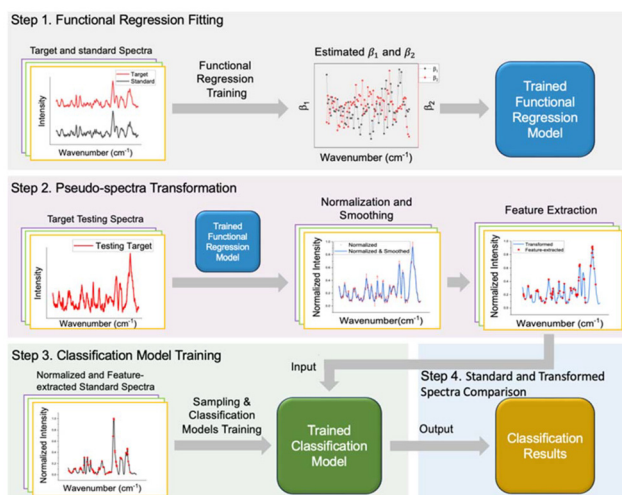 Step 1. Functional Regression Fitting
Target and standard Spectra
Target
Standard
Intensity
Wavenumber (cm⁻¹)
Functional
Regression
Training
Estimated β₁ and β₂
β₁
β₂
β₁
β₂
Wavenumber (cm⁻¹)
Trained
Functional
Regression
Model
Step 2. Pseudo-spectra Transformation
Target Testing Spectra
Testing Target
Intensity
Wavenumber (cm⁻¹)
Trained
Functional
Regression
Model
Normalization and
Smoothing
Normalized
Normalized & Smoothed
Normalized Intensity
Wavenumber(cm⁻¹)
Feature Extraction
Transformed
Feature-extracted
Normalized Intensity
Wavenumber (cm⁻¹)
Step 3. Classification Model Training
Normalized and Feature-
extracted Standard Spectra
Normalized Intensity
Wavenumber (cm⁻¹)
Sampling &
Classification
Models Training
Input
Trained
Classification
Model
Output
Step 4. Standard and Transformed
Spectra Comparison
Classification
Results